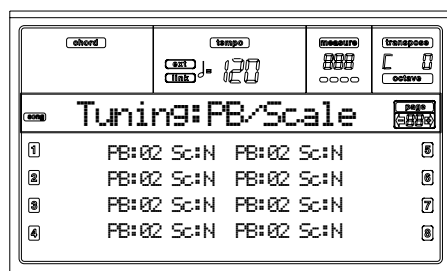 chord tempo measure transpose
ext link ♩= 120 888 C 0
octave
song Tuning:PB/Scale page
1 PB:02 Sc:N PB:02 Sc:N 5
2 PB:02 Sc:N PB:02 Sc:N 6
3 PB:02 Sc:N PB:02 Sc:N 7
4 PB:02 Sc:N PB:02 Sc:N 8